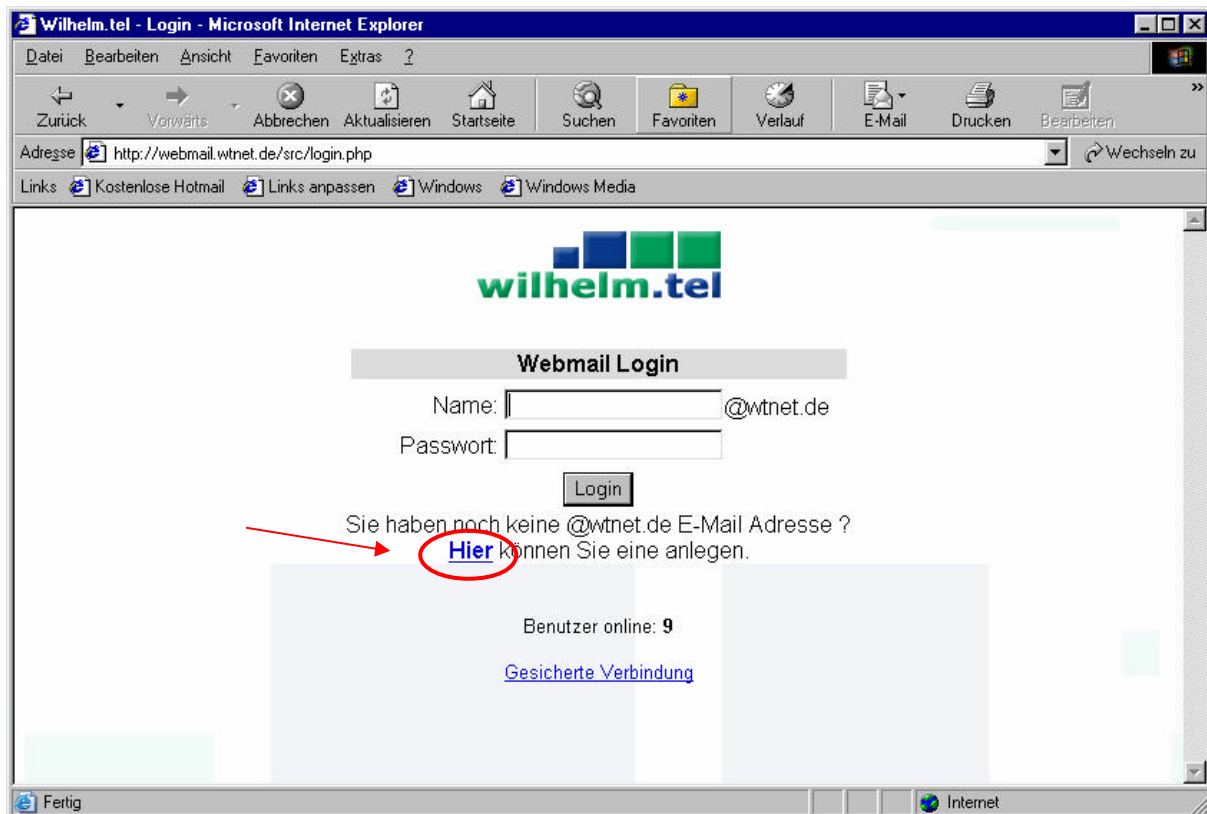 Wilhelm.tel - Login - Microsoft Internet Explorer
Datei Bearbeiten Ansicht Favoriten Extras ?
Zurück Vorwärts Abbrechen Aktualisieren Startseite Suchen Favoriten Verlauf E-Mail Drucken Bearbeiten »
Adresse http://webmail.wtnet.de/src/login.php Wechseln zu
Links Kostenlose Hotmail Links anpassen Windows Windows Media
wilhelm.tel
Webmail Login
Name: @wtnet.de
Passwort:
Login
Sie haben noch keine @wtnet.de E-Mail Adresse ?
Hier können Sie eine anlegen.
Benutzer online: 9
Gesicherte Verbindung
Fertig Internet